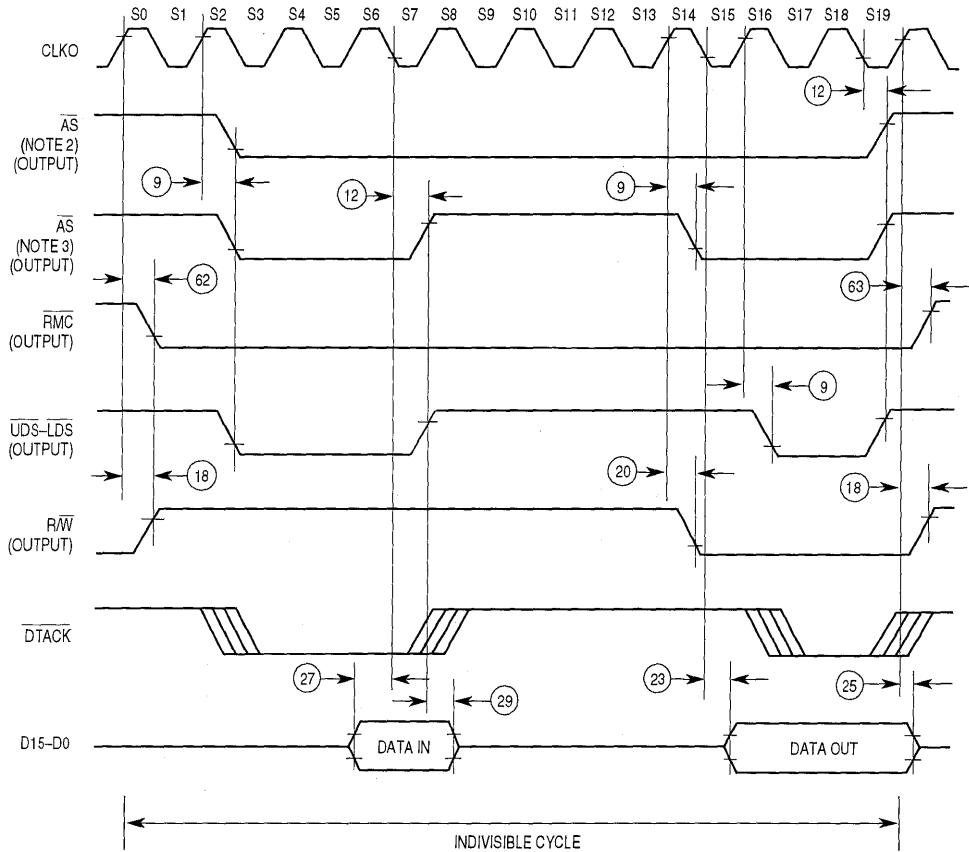 S0 S1 S2 S3 S4 S5 S6 S7 S8 S9 S10 S11 S12 S13 S14 S15 S16 S17 S18 S19
CLKO
12
AS
(NOTE 2)
(OUTPUT)
9
12
9
AS
(NOTE 3)
(OUTPUT)
62
63
RMC
(OUTPUT)
9
UDS–LDS
(OUTPUT)
18
20
18
R/W
(OUTPUT)
DTACK
27
29
23
25
D15–D0
DATA IN
DATA OUT
INDIVISIBLE CYCLE